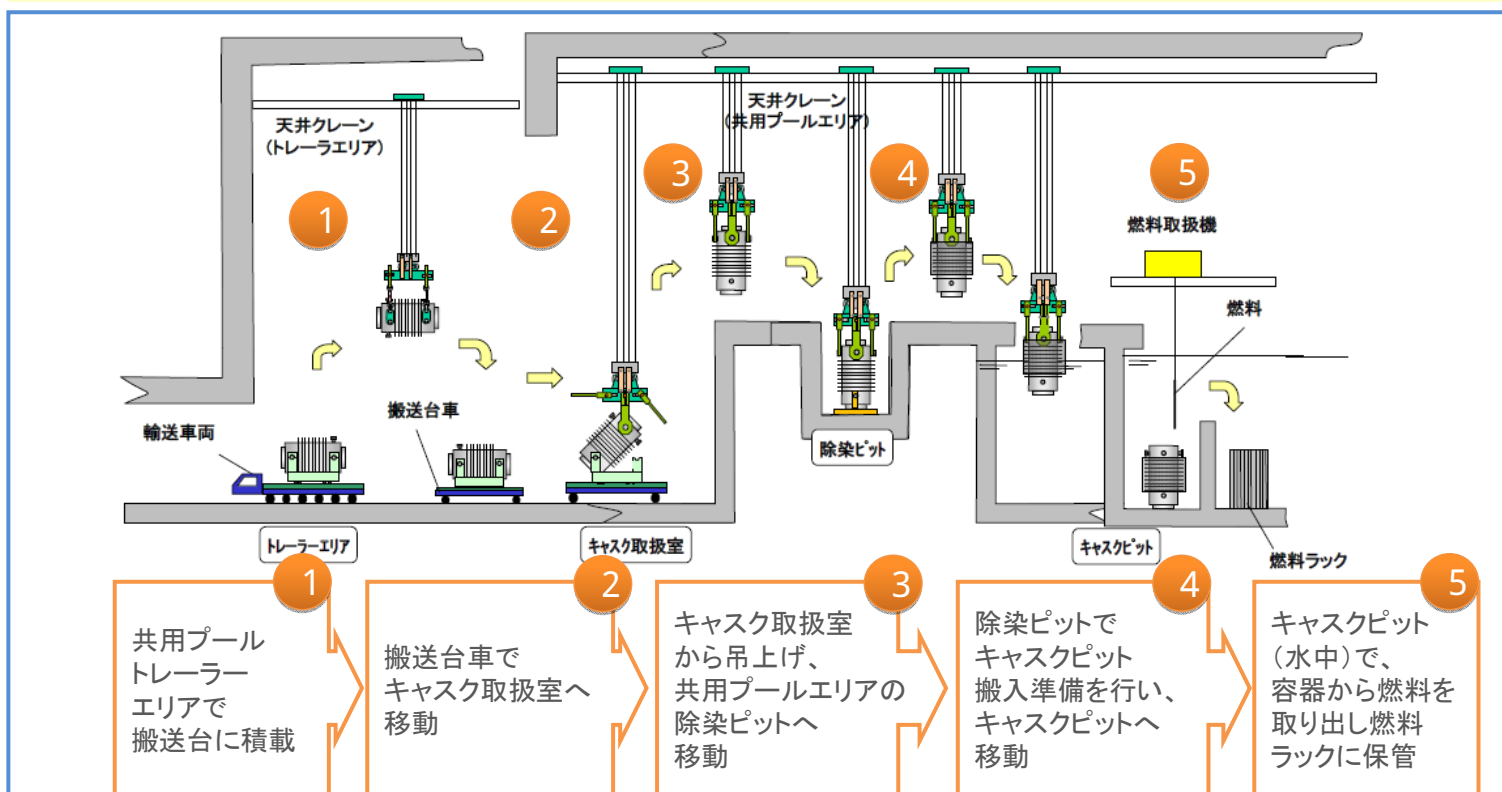 天井クレーン
(トレーラエリア)
天井クレーン
(共用プールエリア)
1
2
3
4
5
燃料取扱機
燃料
輸送車両
搬送台車
除染ピット
トレーラーエリア
キャスク取扱室
キャスクピット
燃料ラック
1
共用プール
トレーラー
エリアで
搬送台に積載
2
搬送台車で
キャスク取扱室へ
移動
3
キャスク取扱室
から吊上げ、
共用プールエリアの
除染ピットへ
移動
4
除染ピットで
キャスクピット
搬入準備を行い、
キャスクピットへ
移動
5
キャスクピット
(水中)で、
容器から燃料を
取り出し燃料
ラックに保管